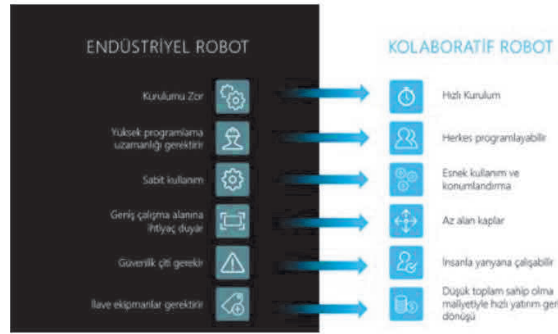 ENDÜSTRİYEL ROBOT
Kurulumu Zor
Yüksek programlama
uzmanlığı gerektirir
Sabit kullanım
Geniş çalışma alanına
ihtiyaç duyar
Güvenlik çiti gerekir
İlave ekipmanlar gerektirir
KOLABORATİF ROBOT
Hızlı Kurulum
Herkes programlayabilir
Esnek kullanım ve
konumlandırma
Az alan kaplar
İnsanla yanyana çalışabilir
Düşük toplam sahip olma
maliyetiyle hızlı yatırım geri
dönüşü